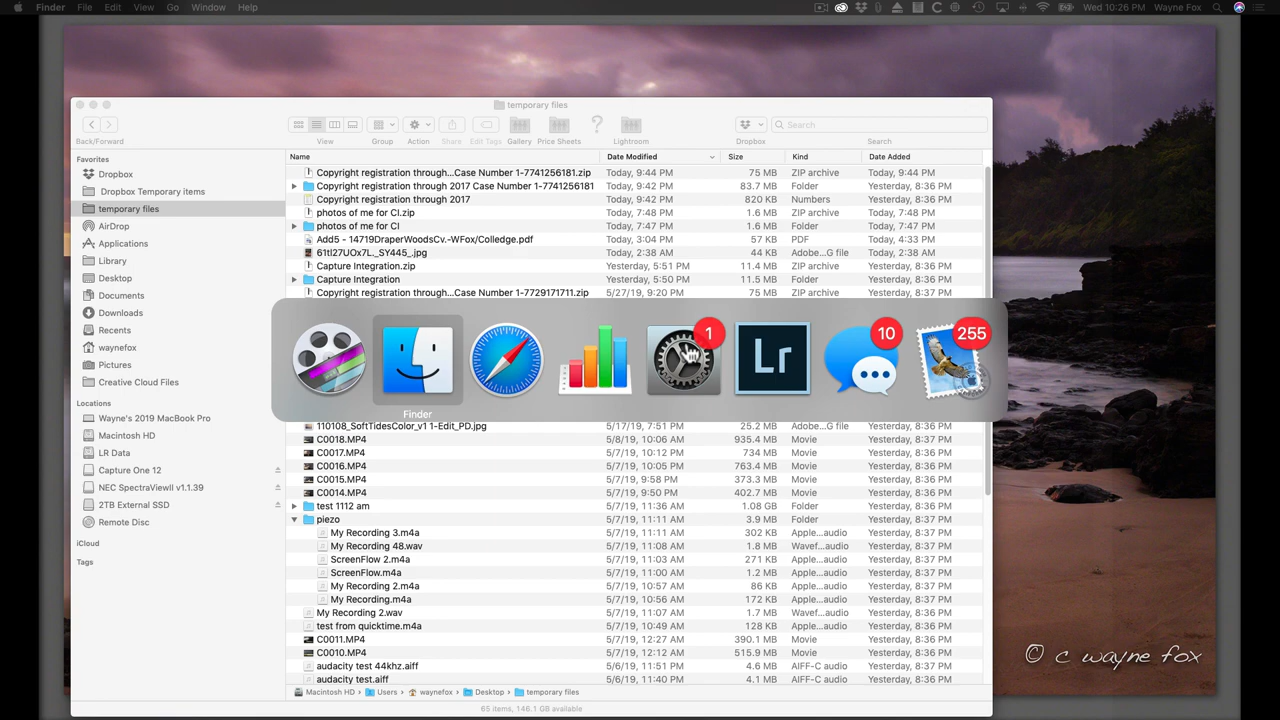 Finder File Edit View Go Window Help Wed 10:26 PM Wayne Fox
temporary files
Back/Forward View Group Action Share Edit Tags Gallery Price Sheets Lightroom Dropbox Search
Search
Name Date Modified Size Kind Date Added
Favorites
Dropbox
Dropbox Temporary items
temporary files
AirDrop
Applications
Library
Desktop
Documents
Downloads
Recents
waynefox
Pictures
Creative Cloud Files
Locations
Wayne's 2019 MacBook Pro
Macintosh HD
LR Data
Capture One 12
NEC SpectraViewII v1.1.39
2TB External SSD
Remote Disc
iCloud
Tags
Copyright registration through...Case Number 1-7741256181.zip Today, 9:44 PM 75 MB ZIP archive Today, 9:44 PM
Copyright registration through 2017 Case Number 1-7741256181 Today, 9:42 PM 83.7 MB Folder Yesterday, 8:36 PM
Copyright registration through 2017 Today, 9:42 PM 820 KB Numbers Yesterday, 8:36 PM
photos of me for CI.zip Today, 7:48 PM 1.6 MB ZIP archive Today, 7:48 PM
photos of me for CI Today, 7:47 PM 1.6 MB Folder Today, 7:47 PM
Add5 - 14719DraperWoodsCv.-WFox/Colledge.pdf Today, 3:04 PM 57 KB PDF Today, 4:33 PM
61tl27UOx7L._SY445_.jpg Today, 2:38 AM 44 KB Adobe...G file Today, 2:38 AM
Capture Integration.zip Yesterday, 5:51 PM 11.4 MB ZIP archive Yesterday, 8:36 PM
Capture Integration Yesterday, 5:50 PM 11.5 MB Folder Yesterday, 8:36 PM
Copyright registration through...Case Number 1-7729171711.zip 5/27/19, 9:20 PM 75 MB ZIP archive Yesterday, 8:36 PM
1 Lr 10 255
Finder
110108_SoftTidesColor_v1 1-Edit_PD.jpg 5/17/19, 7:51 PM 25.2 MB Adobe...G file Yesterday, 8:36 PM
C0018.MP4 5/8/19, 10:06 AM 935.4 MB Movie Yesterday, 8:36 PM
C0017.MP4 5/7/19, 10:12 PM 734 MB Movie Yesterday, 8:36 PM
C0016.MP4 5/7/19, 10:05 PM 763.4 MB Movie Yesterday, 8:36 PM
C0015.MP4 5/7/19, 9:58 PM 373.3 MB Movie Yesterday, 8:36 PM
C0014.MP4 5/7/19, 9:50 PM 402.7 MB Movie Yesterday, 8:36 PM
test 1112 am 5/7/19, 11:36 AM 1.08 GB Folder Yesterday, 8:36 PM
piezo 5/7/19, 11:11 AM 3.9 MB Folder Yesterday, 8:37 PM
My Recording 3.m4a 5/7/19, 11:11 AM 302 KB Apple...audio Yesterday, 8:37 PM
My Recording 48.wav 5/7/19, 11:08 AM 1.8 MB Wavef...audio Yesterday, 8:37 PM
ScreenFlow 2.m4a 5/7/19, 11:03 AM 271 KB Apple...audio Yesterday, 8:37 PM
ScreenFlow.m4a 5/7/19, 11:00 AM 1.2 MB Apple...audio Yesterday, 8:37 PM
My Recording 2.m4a 5/7/19, 10:57 AM 86 KB Apple...audio Yesterday, 8:37 PM
My Recording.m4a 5/7/19, 10:56 AM 172 KB Apple...audio Yesterday, 8:37 PM
My Recording 2.wav 5/7/19, 11:07 AM 1.7 MB Wavef...audio Yesterday, 8:36 PM
test from quicktime.m4a 5/7/19, 10:49 AM 128 KB Apple...audio Yesterday, 8:36 PM
C0011.MP4 5/7/19, 12:27 AM 390.1 MB Movie Yesterday, 8:36 PM
C0010.MP4 5/7/19, 12:12 AM 515.9 MB Movie Yesterday, 8:36 PM
audacity test 44khz.aiff 5/6/19, 11:51 PM 4.6 MB AIFF-C audio Yesterday, 8:36 PM
audacity test.aiff 5/6/19, 11:40 PM 4.2 MB AIFF-C audio Yesterday, 8:36 PM
Macintosh HD Users waynefox Desktop temporary files
65 items, 146.1 GB available
© c wayne fox